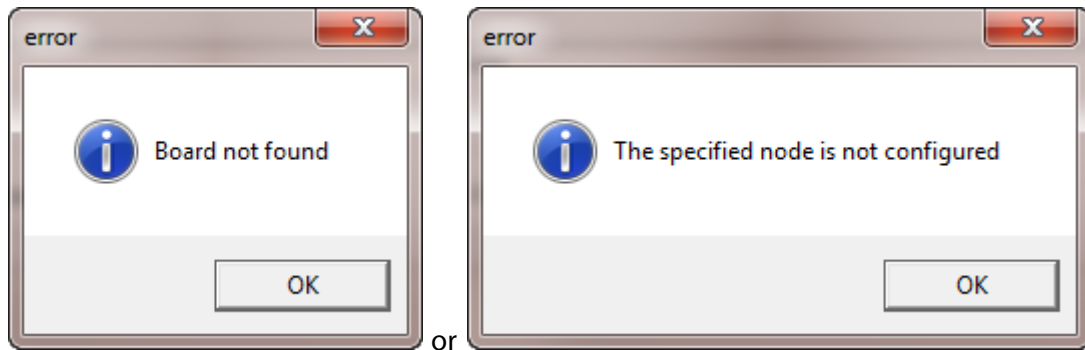 error
Board not found
OK
or
error
The specified node is not configured
OK